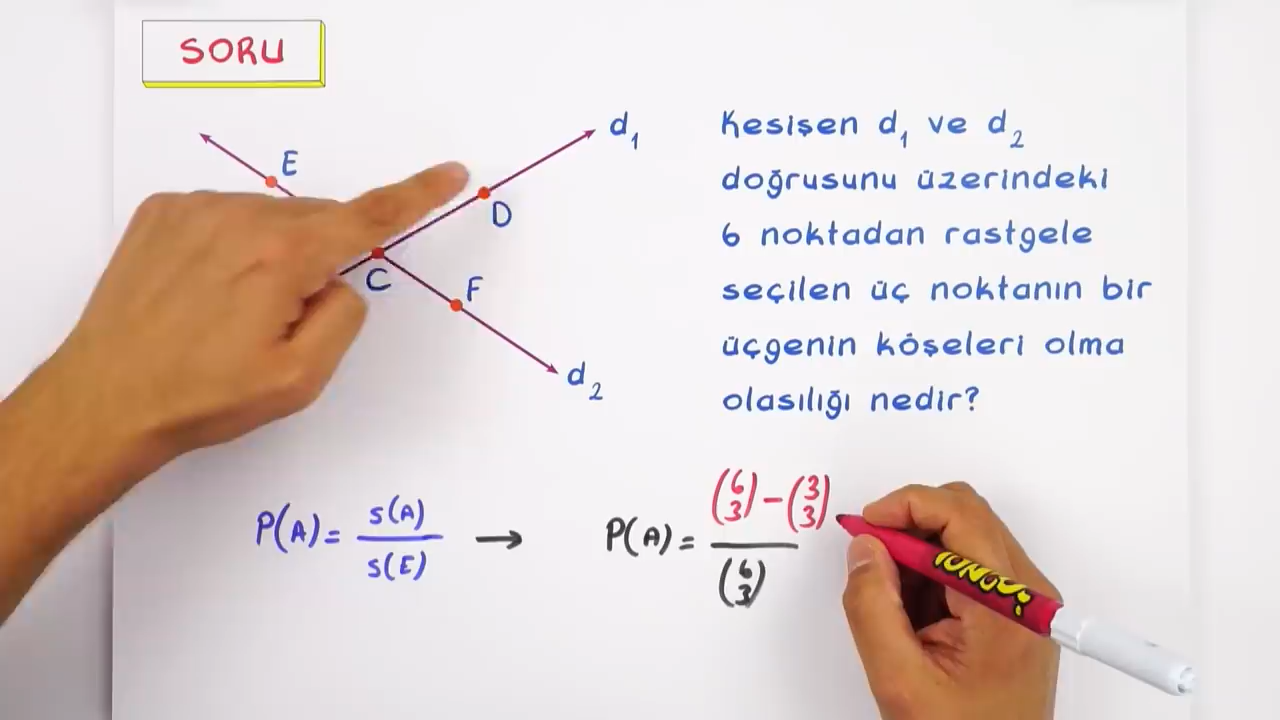 SORU
E
d1
D
C
F
d2
Kesişen d1 ve d2
doğrusunu üzerindeki
6 noktadan rastgele
seçilen üç noktanın bir
üçgenin köşeleri olma
olasılığı nedir?
P(A) = s(A) / s(E) → P(A) = (6 3) - (3 3) / (6 3)